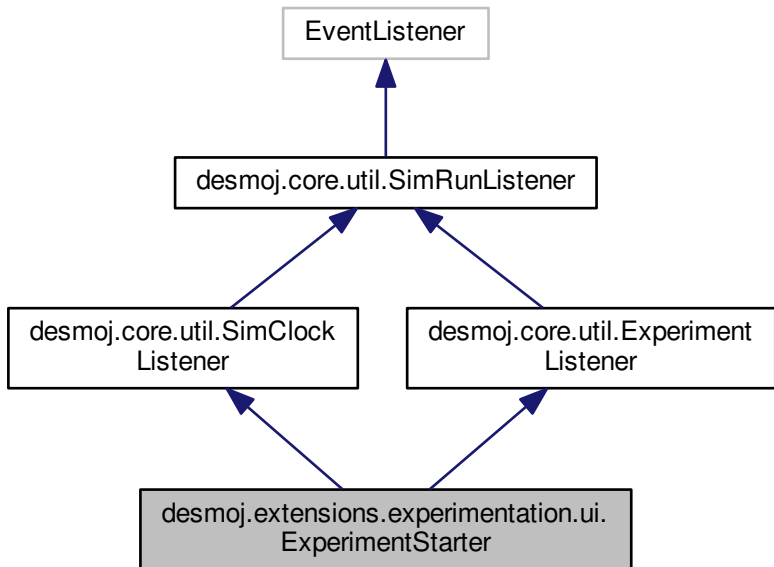 EventListener
desmoj.core.util.SimRunListener
desmoj.core.util.SimClock
Listener
desmoj.core.util.Experiment
Listener
desmoj.extensions.experimentation.ui.
ExperimentStarter